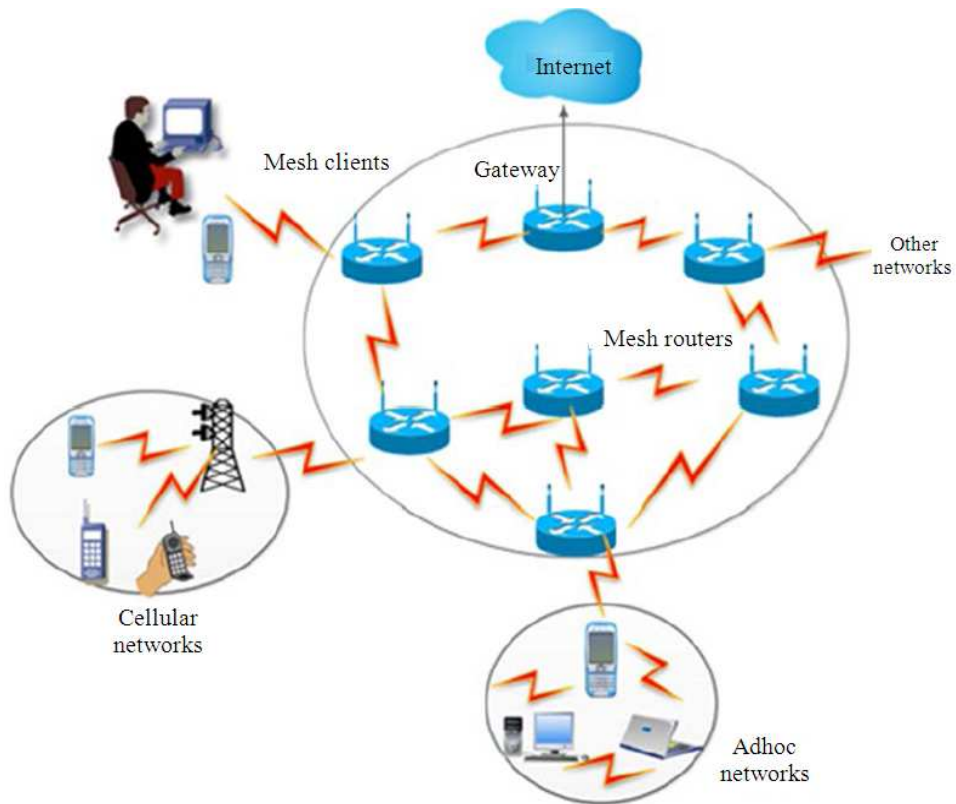 Internet
Mesh clients
Gateway
Other
networks
Mesh routers
Cellular
networks
Adhoc
networks